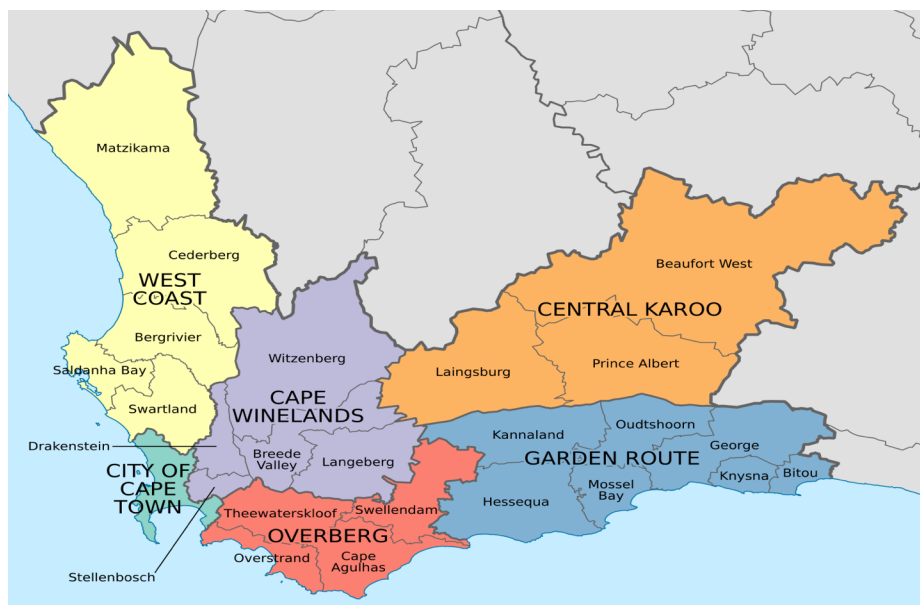 Matzikama
Cederberg
WEST
COAST
Bergrivier
Saldanha Bay
Swartland
Drakenstein
CITY OF
CAPE
TOWN
Stellenbosch
Witzenberg
CAPE
WINELANDS
Breede
Valley
Langeberg
Theewaterskloof
Swellendam
OVERBERG
Overstrand
Cape
Agulhas
Beaufort West
CENTRAL KAROO
Laingsburg
Prince Albert
Kannaland
Oudtshoorn
George
GARDEN ROUTE
Hessequa
Mossel
Bay
Knysna
Bitou